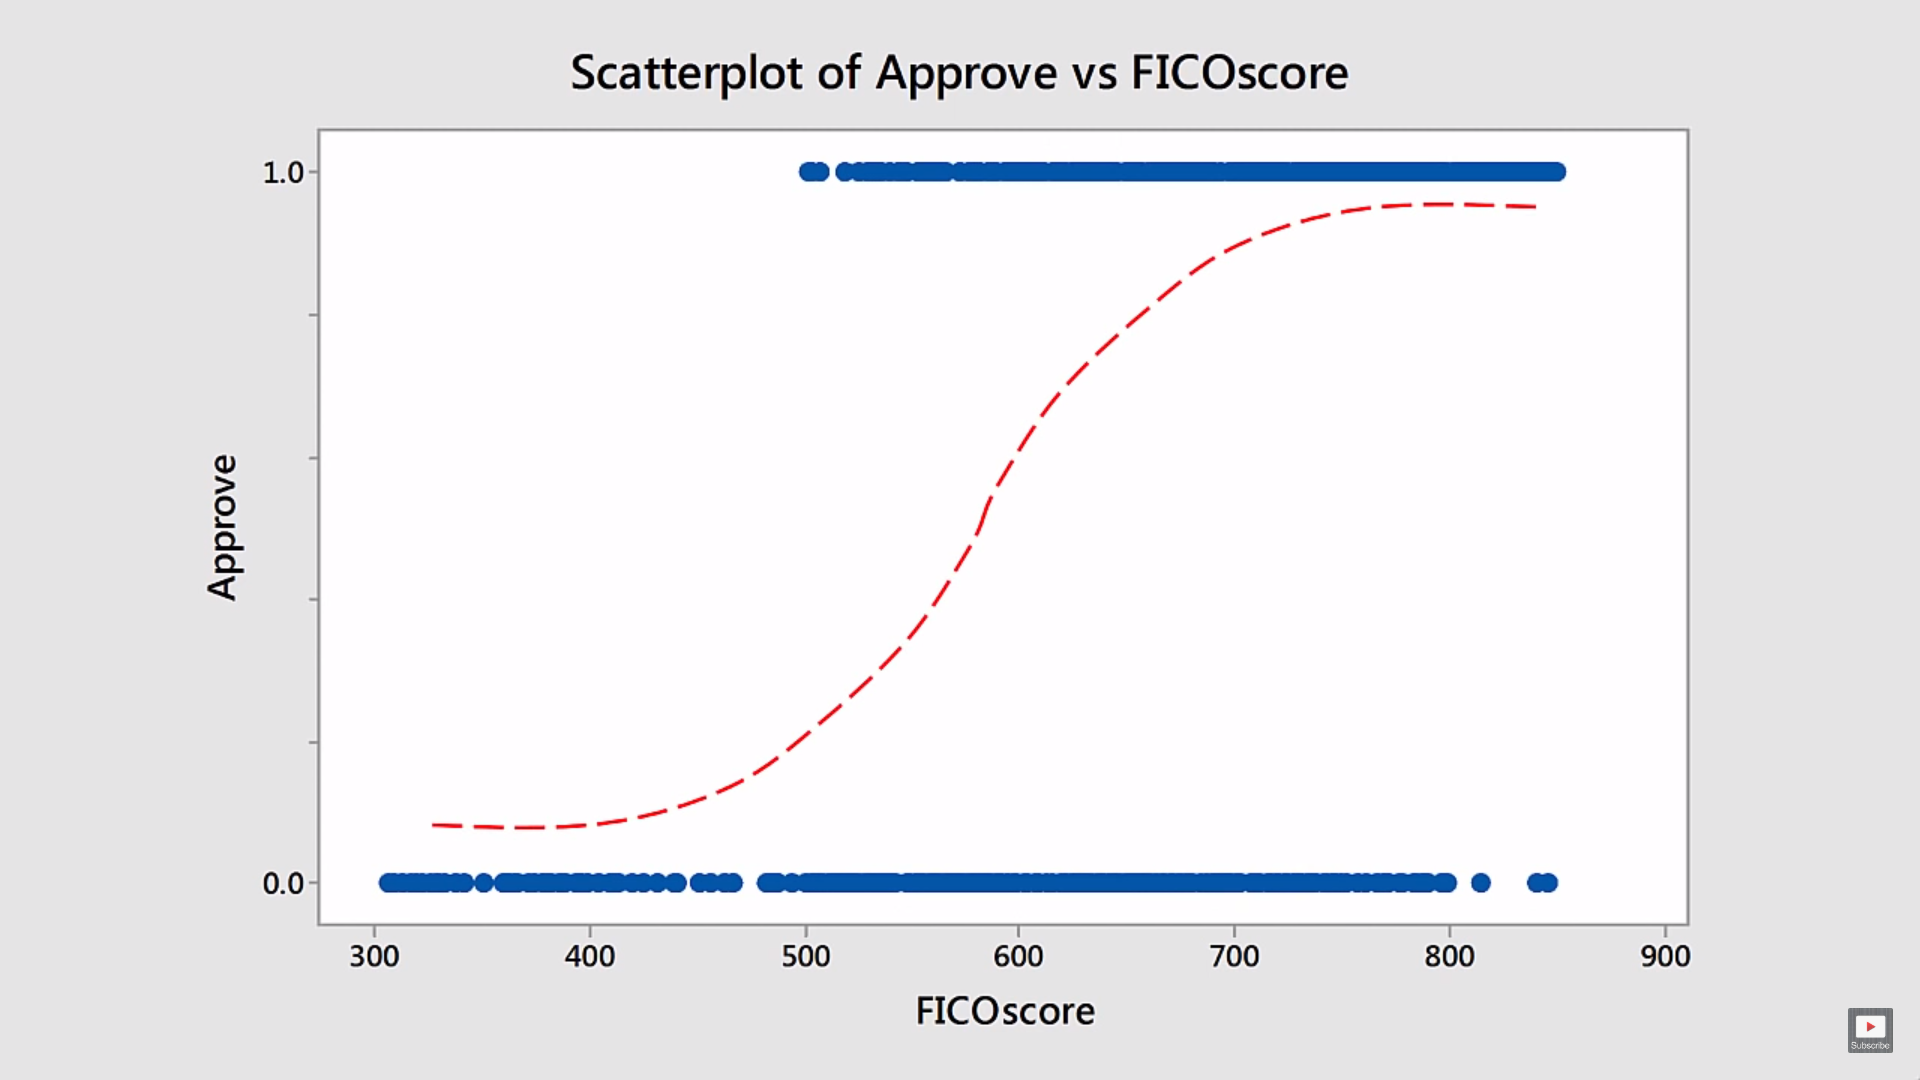 Scatterplot of Approve vs FICOscore
1.0
Approve
0.0
300 400 500 600 700 800 900
FICOscore
Subscribe